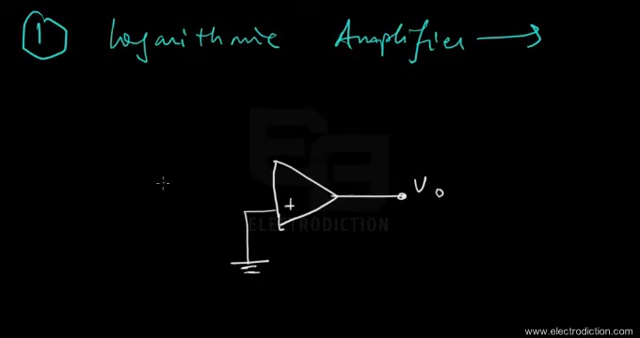 1 Logarithmic Amplifier
+
Vo
ELECTRODICTION
www.electrodiction.com